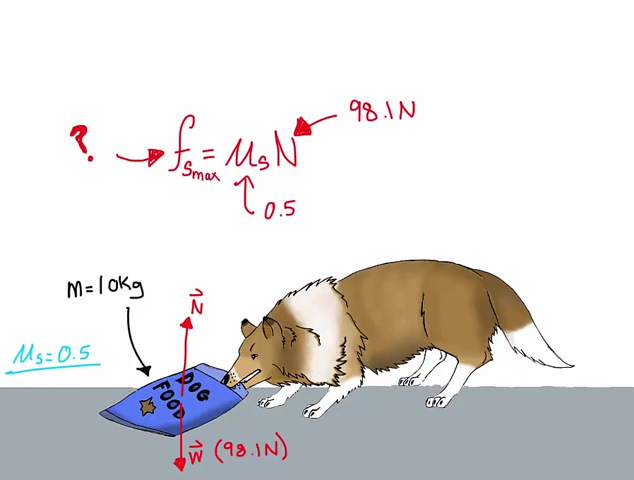 98.1N
? fsmax = μsN
0.5
m=10Kg
N
μs=0.5
DOG
FOOD
W (98.1N)